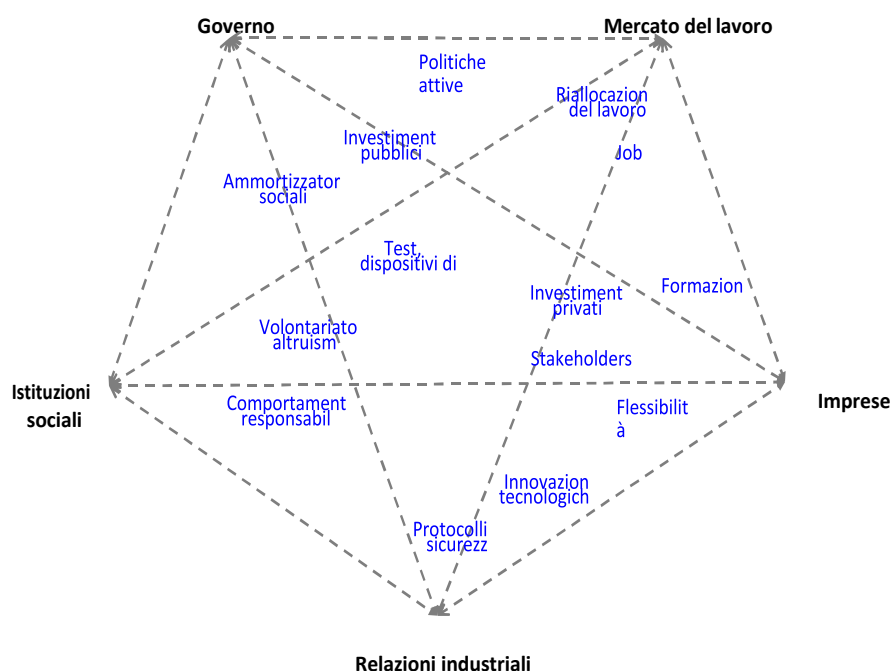 Governo
Mercato del lavoro
Politiche
attive
Riallocazion
del lavoro
Investiment
pubblici
Job
Ammortizzator
sociali
Test,
dispositivi di
Formazion
Investiment
privati
Volontariato
altruism
Stakeholders
Istituzioni
sociali
Imprese
Comportament
responsabil
Flessibilit
à
Innovazion
tecnologich
Protocolli
sicurezz
Relazioni industriali